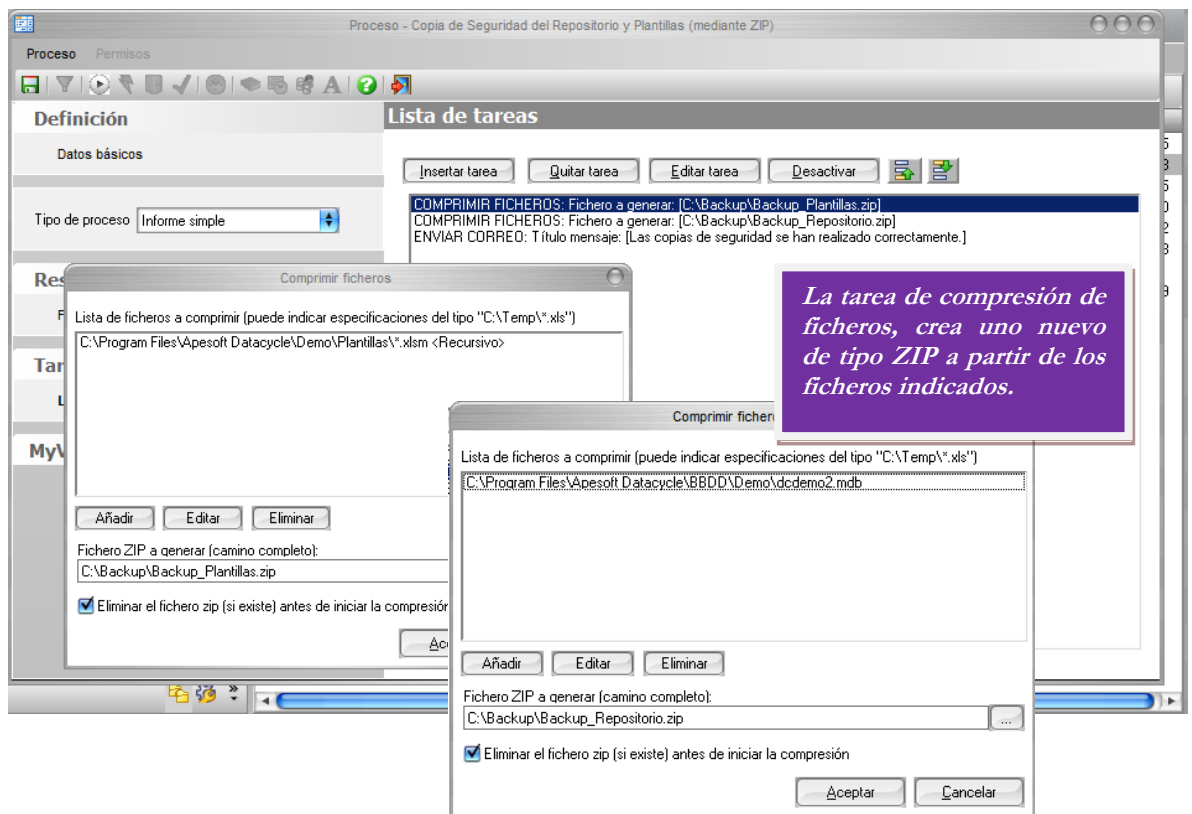 Proceso - Copia de Seguridad del Repositorio y Plantillas (mediante ZIP)
Proceso Permisos
Definición
Lista de tareas
Datos básicos
Insertar tarea Quitar tarea Editar tarea Desactivar
Tipo de proceso Informe simple
COMPRIMIR FICHEROS: Fichero a generar: [C:\Backup\Backup_Plantillas.zip]
COMPRIMIR FICHEROS: Fichero a generar: [C:\Backup\Backup_Repositorio.zip]
ENVIAR CORREO: Título mensaje: [Las copias de seguridad se han realizado correctamente.]
Res
F
Tar
L
MyV
Comprimir ficheros
Lista de ficheros a comprimir (puede indicar especificaciones del tipo "C:\Temp\*.xls")
C:\Program Files\Apesoft Datacycle\Demo\Plantillas\*.xlsm <Recursivo>
Añadir Editar Eliminar
Fichero ZIP a generar (camino completo):
C:\Backup\Backup_Plantillas.zip
Eliminar el fichero zip (si existe) antes de iniciar la compresión
Ace
La tarea de compresión de
ficheros, crea uno nuevo
de tipo ZIP a partir de los
ficheros indicados.
Comprimir ficher
Lista de ficheros a comprimir (puede indicar especificaciones del tipo "C:\Temp\*.xls")
C:\Program Files\Apesoft Datacycle\BBDD\Demo\dcdemo2.mdb
Añadir Editar Eliminar
Fichero ZIP a generar (camino completo):
C:\Backup\Backup_Repositorio.zip ...
Eliminar el fichero zip (si existe) antes de iniciar la compresión
Aceptar Cancelar